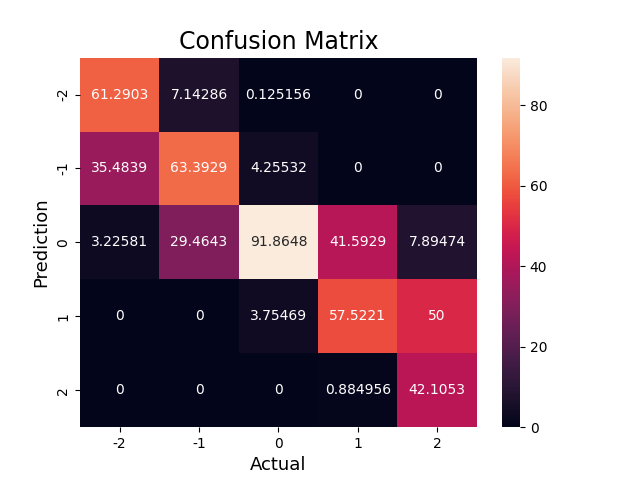 Confusion Matrix
-2 61.2903 7.14286 0.125156 0 0
-1 35.4839 63.3929 4.25532 0 0
0 3.22581 29.4643 91.8648 41.5929 7.89474
1 0 0 3.75469 57.5221 50
2 0 0 0 0.884956 42.1053
-2 -1 0 1 2
Actual
Prediction
80
60
40
20
0